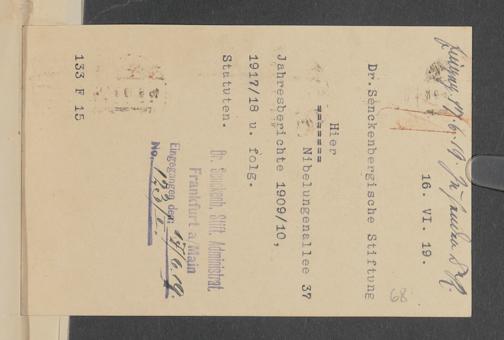 16. VI. 19.
Dr. Senckenbergische Stiftung
Hier
Nibelungenallee 37
Jahresberichte 1909/10,
1917/18 u. folg.
Statuten.
Dr. Senckenb. Stift. Administrat.
Frankfurt a/Main
Eingegangen den: 17/6. 19.
No.
133 F 15
68